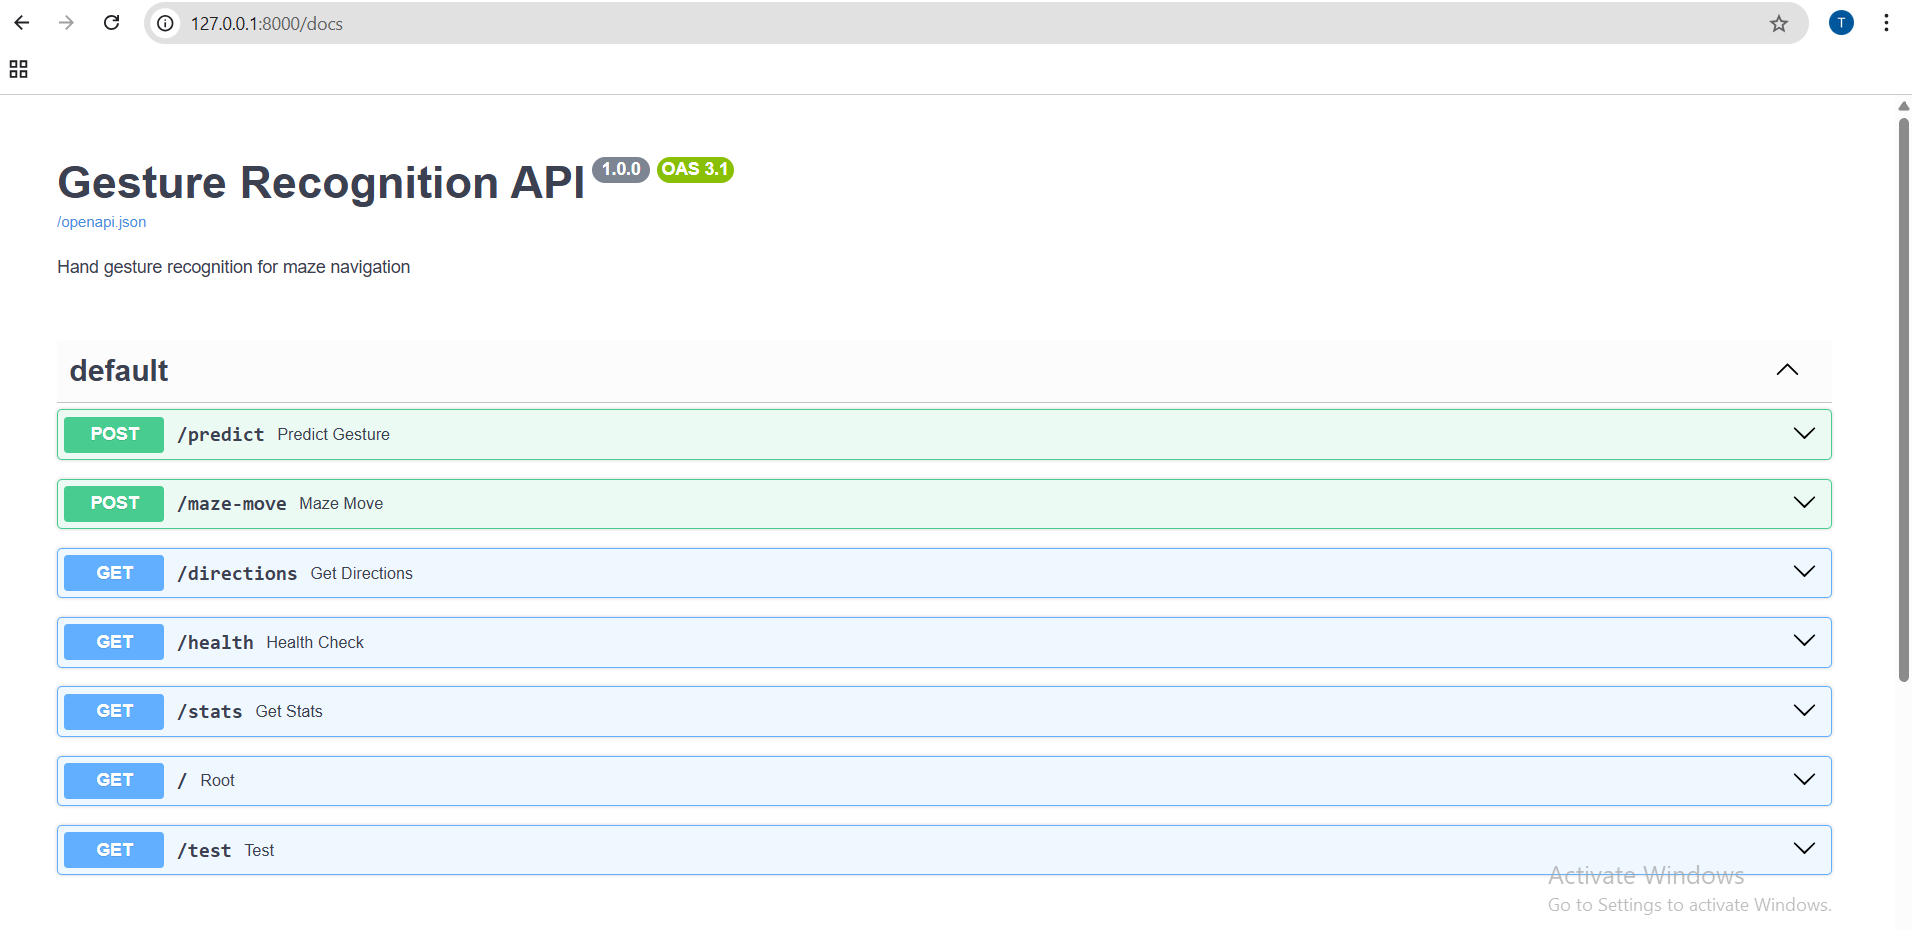 127.0.0.1:8000/docs
T
Gesture Recognition API 1.0.0 OAS 3.1
/openapi.json
Hand gesture recognition for maze navigation
default
POST /predict Predict Gesture
POST /maze-move Maze Move
GET /directions Get Directions
GET /health Health Check
GET /stats Get Stats
GET / Root
GET /test Test
Activate Windows
Go to Settings to activate Windows.